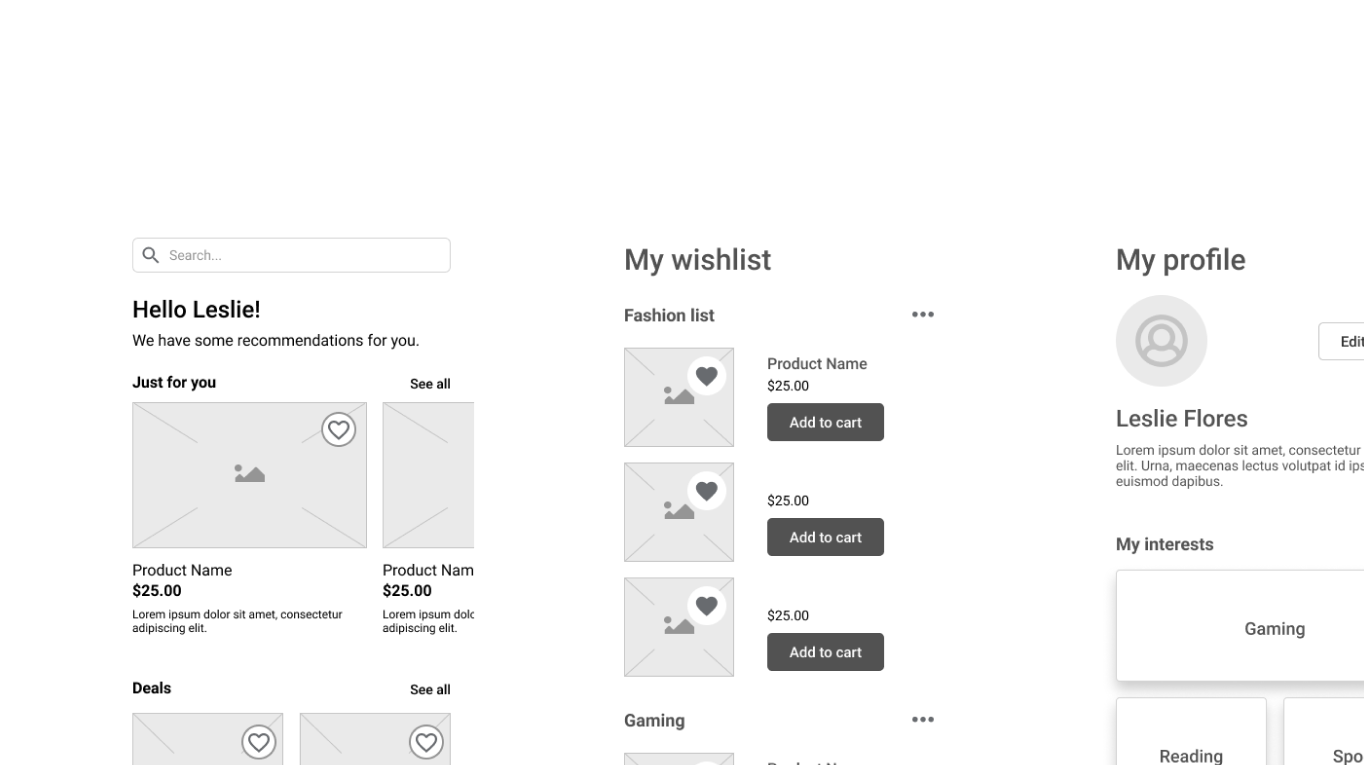 Search...
Hello Leslie!
We have some recommendations for you.
Just for you
See all
Product Name
$25.00
Lorem ipsum dolor sit amet, consectetur
adipiscing elit.
Product Nam
$25.00
Lorem ipsum dolo
adipiscing elit.
Deals
See all
My wishlist
Fashion list
Product Name
$25.00
Add to cart
$25.00
Add to cart
$25.00
Add to cart
Gaming
My profile
Edit
Leslie Flores
Lorem ipsum dolor sit amet, consectetur
elit. Urna, maecenas lectus volutpat id ips
euismod dapibus.
My interests
Gaming
Reading
Spo